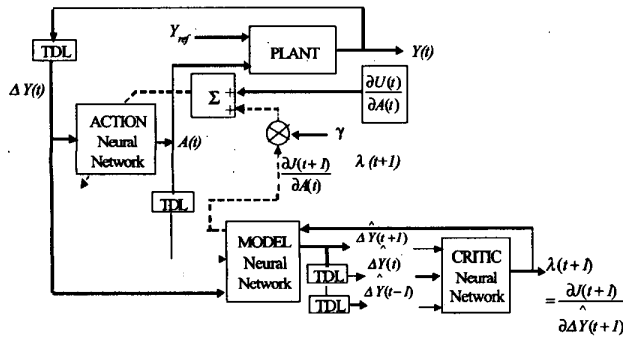 Y_ref
PLANT
Y(t)
TDL
ΔY(t)
∂U(t)
∂A(t)
Σ
+
+
ACTION
Neural
Network
A(t)
γ
∂J(t+1)
∂A(t)
λ(t+1)
TDL
MODEL
Neural
Network
ΔŶ(t+1)
ΔŶ(t)
ΔŶ(t-1)
TDL
TDL
CRITIC
Neural
Network
λ(t+1)
= ∂J(t+1)
∂ΔŶ(t+1)